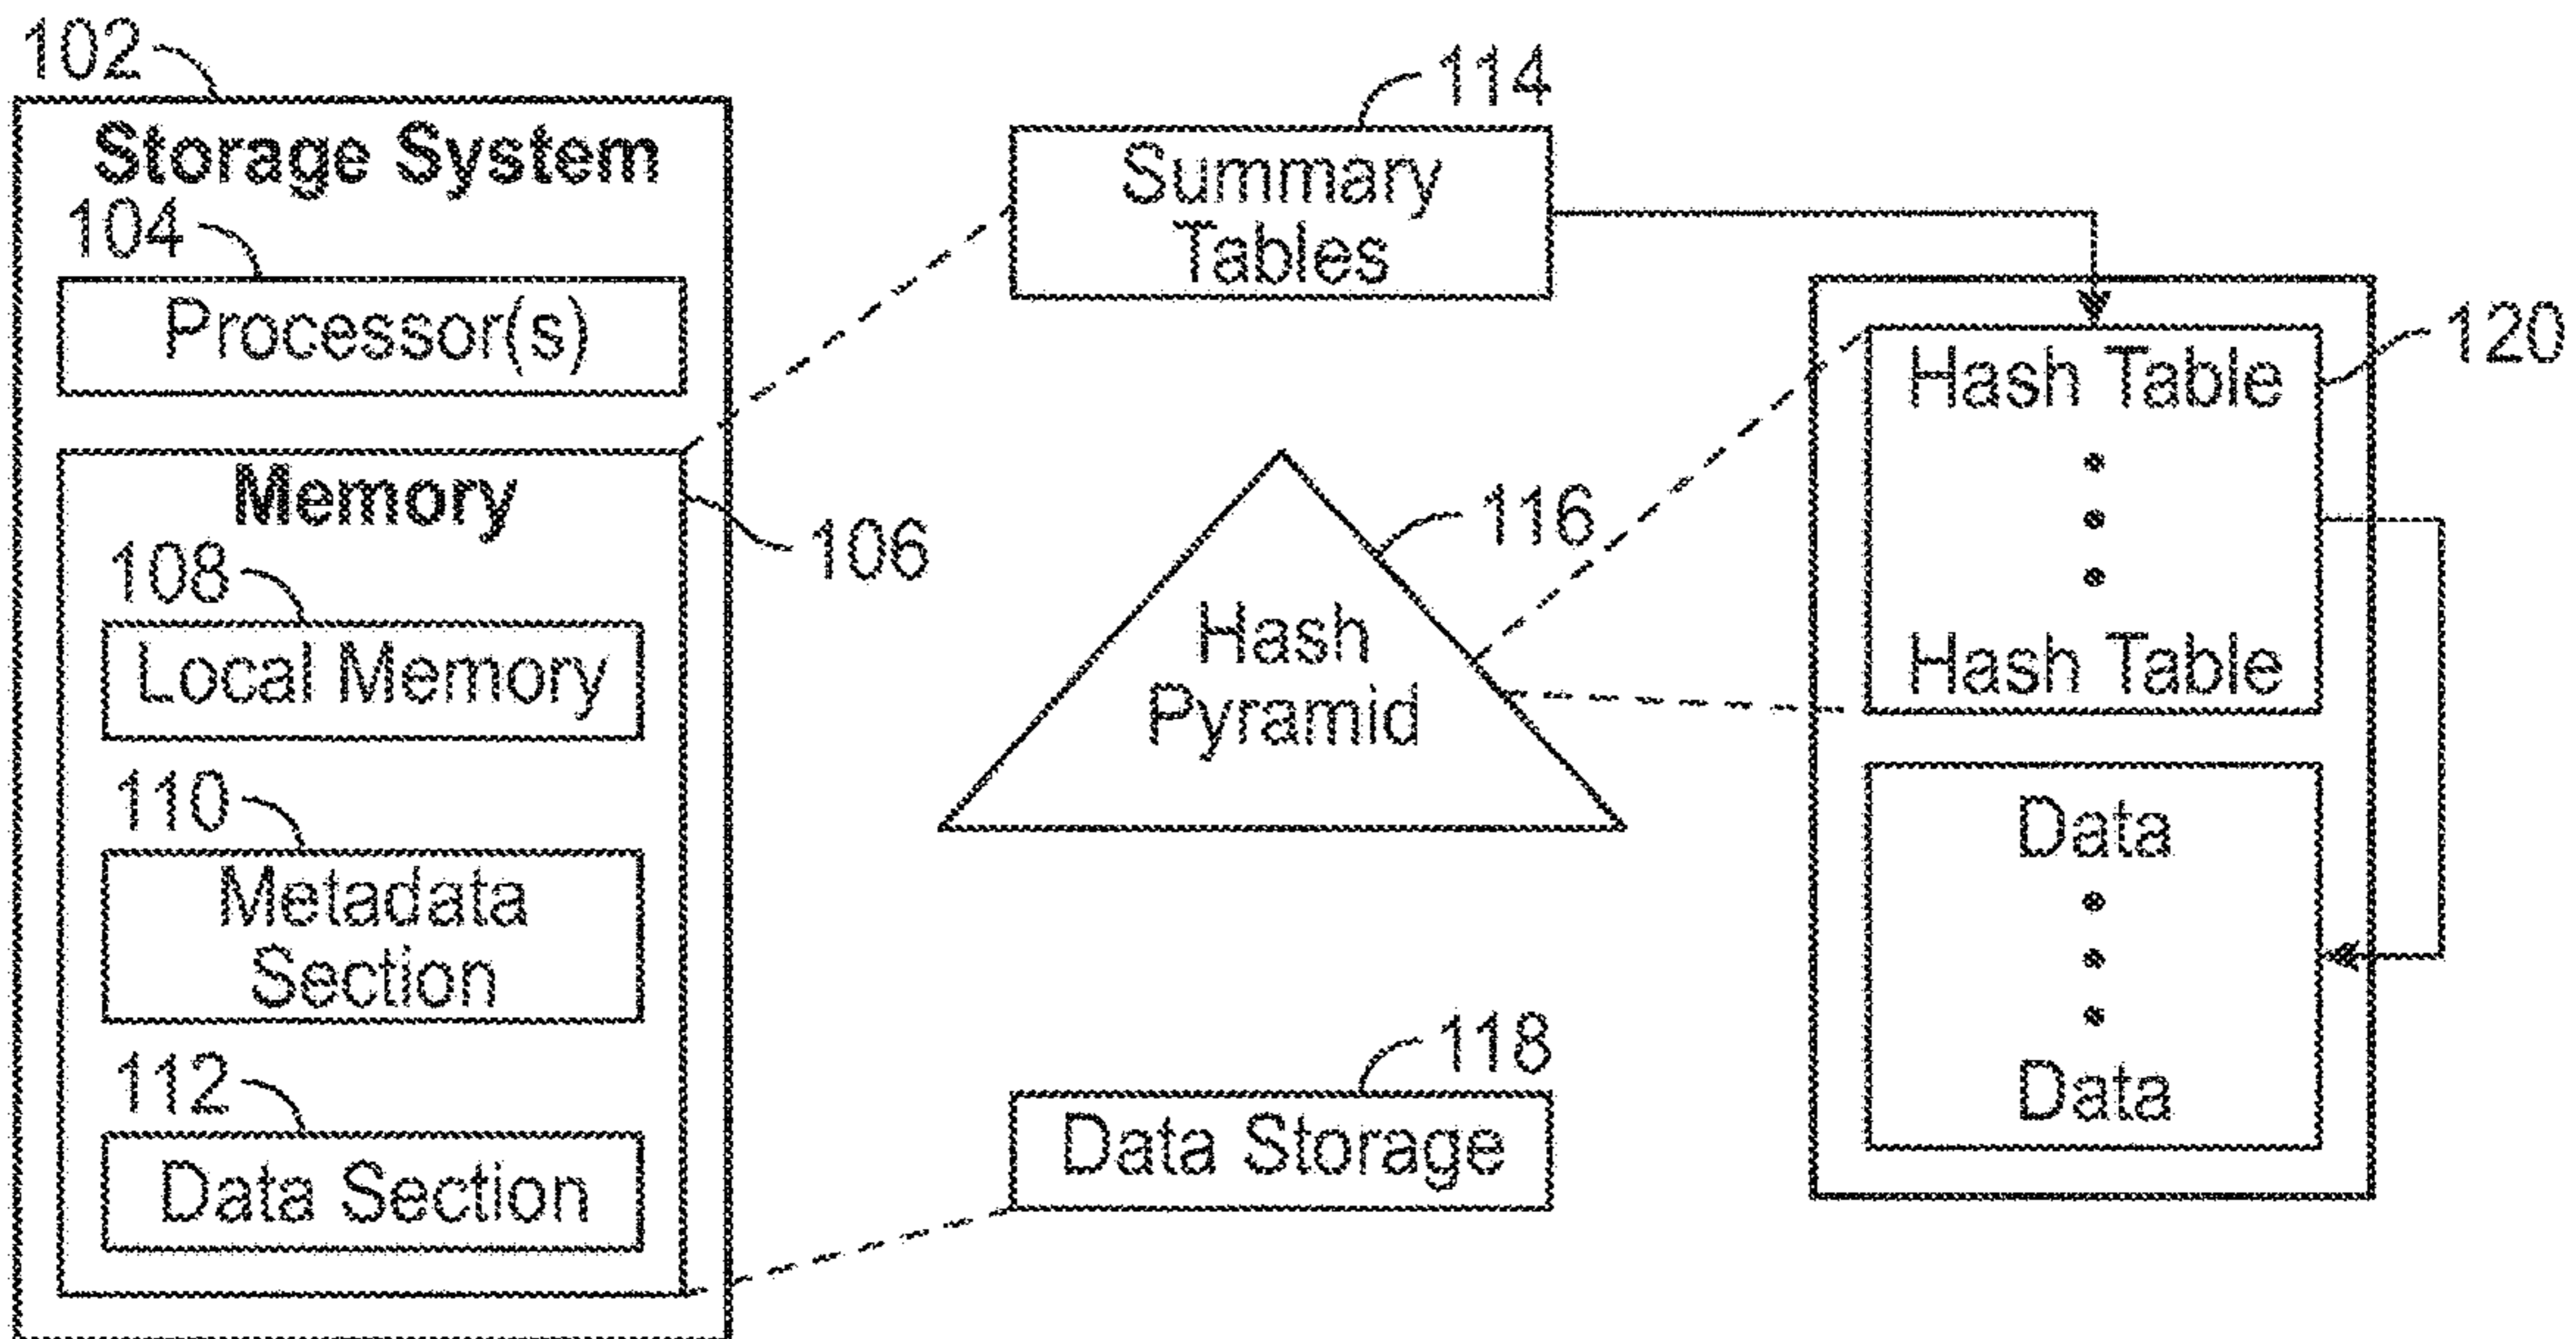 102
Storage System
104
Processor(s)
Memory
106
108
Local Memory
110
Metadata
Section
112
Data Section
114
Summary
Tables
116
Hash
Pyramid
118
Data Storage
120
Hash Table
Hash Table
Data
Data